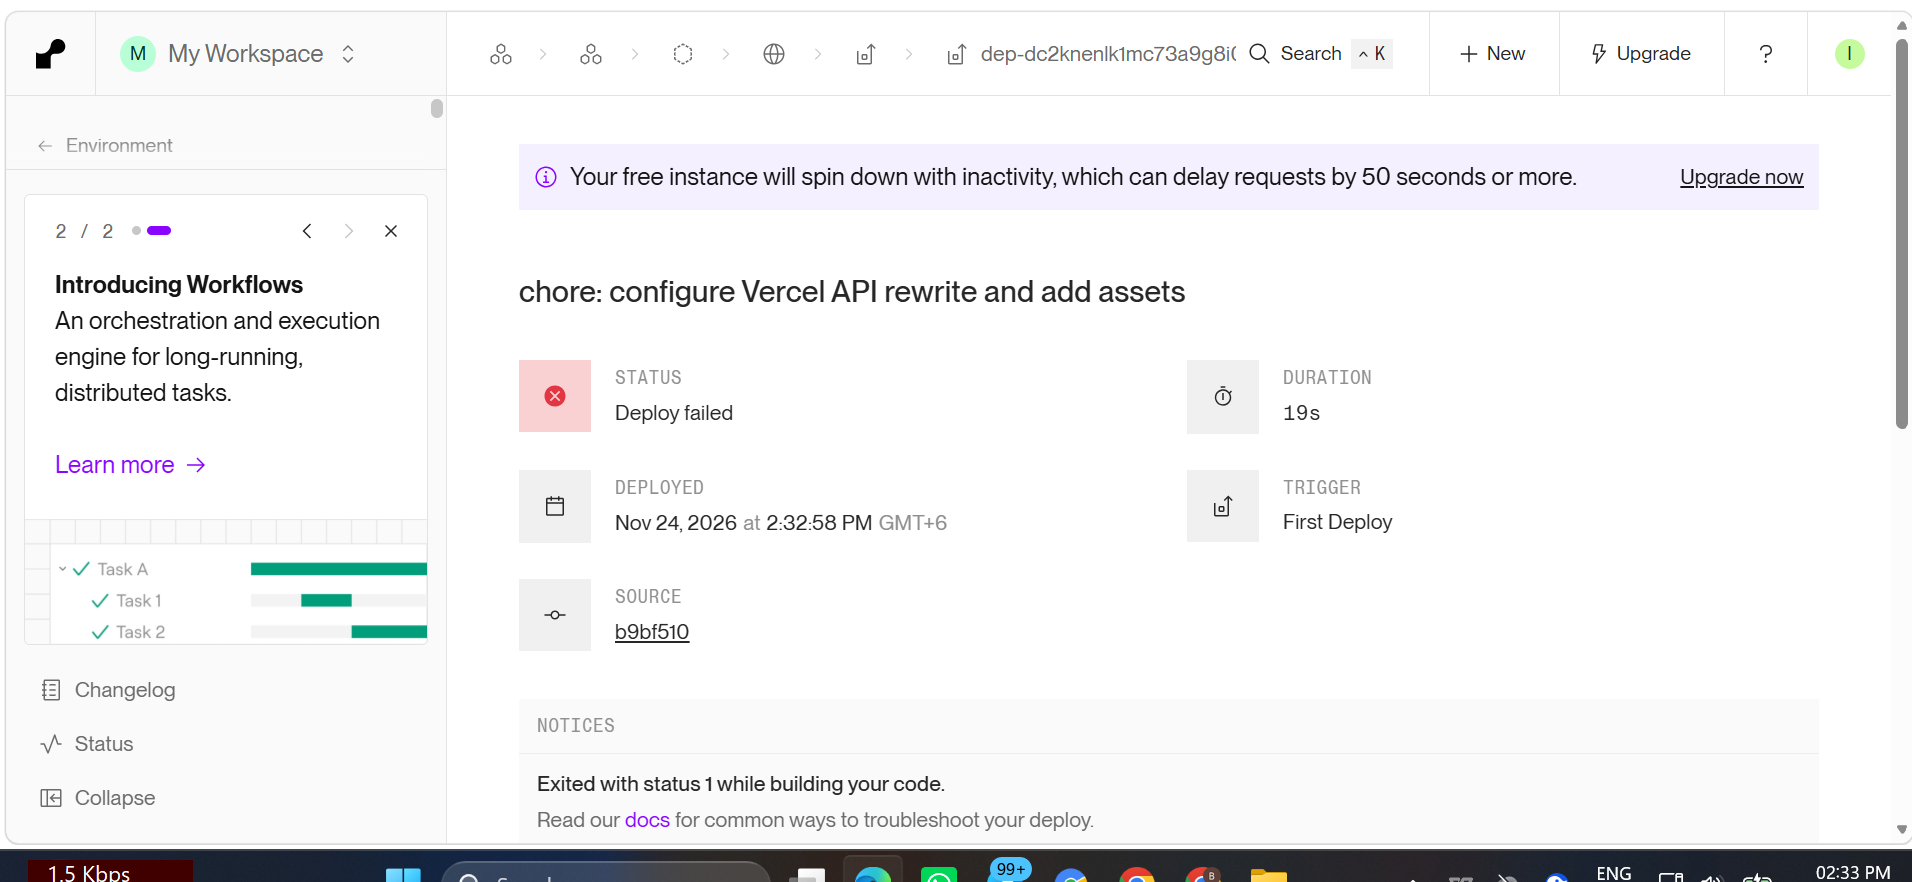 M My Workspace
dep-dc2knenlk1mc73a9g8i
Search
^ K
New
Upgrade
?
I
Environment
2 / 2
Introducing Workflows
An orchestration and execution
engine for long-running,
distributed tasks.
Learn more
Task A
Task 1
Task 2
Changelog
Status
Collapse
Your free instance will spin down with inactivity, which can delay requests by 50 seconds or more.
Upgrade now
chore: configure Vercel API rewrite and add assets
STATUS
Deploy failed
DURATION
19s
DEPLOYED
Nov 24, 2026 at 2:32:58 PM GMT+6
TRIGGER
First Deploy
SOURCE
b9bf510
NOTICES
Exited with status 1 while building your code.
Read our docs for common ways to troubleshoot your deploy.
1.5 Kbps
99+
B
ENG
02:33 PM